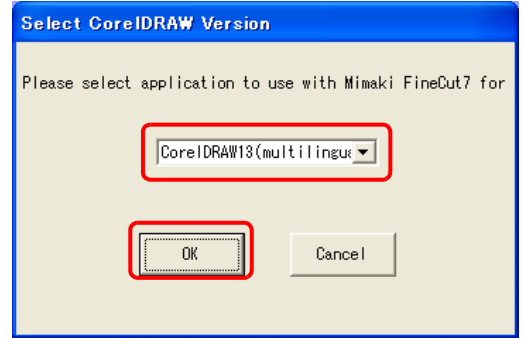 Select CorelDRAW Version
Please select application to use with Mimaki FineCut7 for
CorelDRAW13(multilingua
OK
Cancel